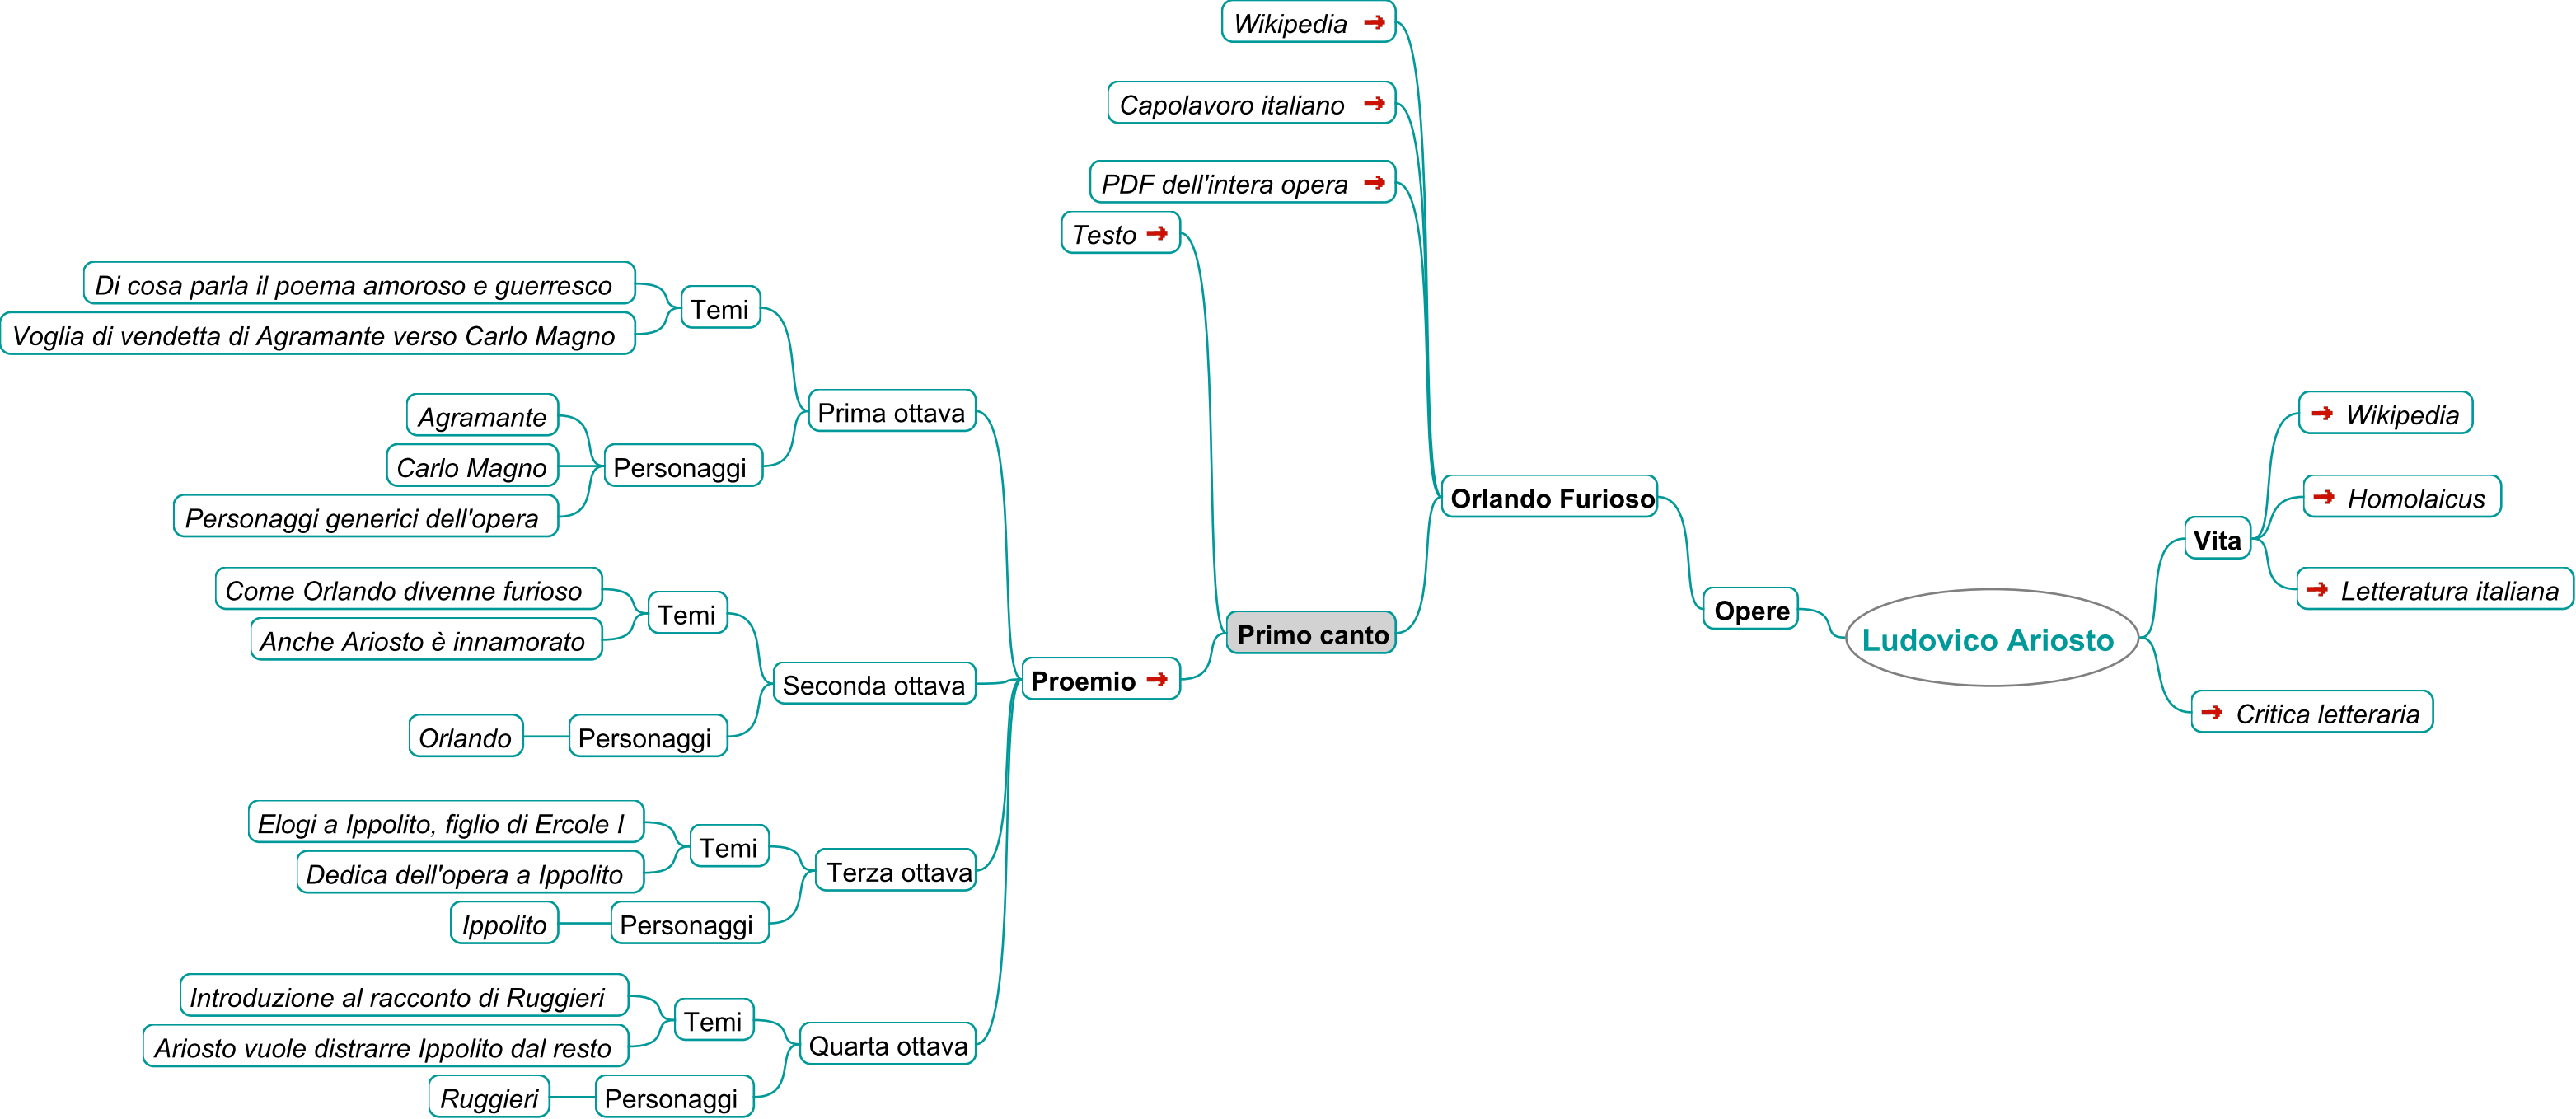 Wikipedia
Capolavoro italiano
PDF dell'intera opera
Testo
Di cosa parla il poema amoroso e guerresco
Voglia di vendetta di Agramante verso Carlo Magno
Temi
Agramante
Carlo Magno
Personaggi generici dell'opera
Personaggi
Prima ottava
Come Orlando divenne furioso
Anche Ariosto è innamorato
Temi
Orlando
Personaggi
Seconda ottava
Elogi a Ippolito, figlio di Ercole I
Dedica dell'opera a Ippolito
Temi
Ippolito
Personaggi
Terza ottava
Introduzione al racconto di Ruggieri
Ariosto vuole distrarre Ippolito dal resto
Temi
Ruggieri
Personaggi
Quarta ottava
Proemio
Primo canto
Orlando Furioso
Opere
Ludovico Ariosto
Vita
Wikipedia
Homolaicus
Letteratura italiana
Critica letteraria